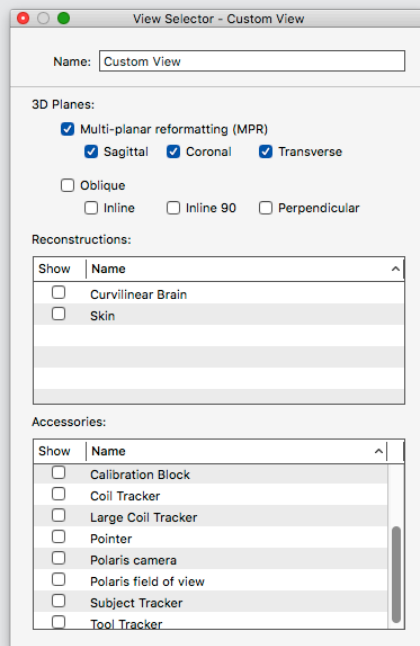 View Selector - Custom View
Name: Custom View
3D Planes:
Multi-planar reformatting (MPR)
Sagittal Coronal Transverse
Oblique
Inline Inline 90 Perpendicular
Reconstructions:
Show Name
Curvilinear Brain
Skin
Accessories:
Show Name
Calibration Block
Coil Tracker
Large Coil Tracker
Pointer
Polaris camera
Polaris field of view
Subject Tracker
Tool Tracker